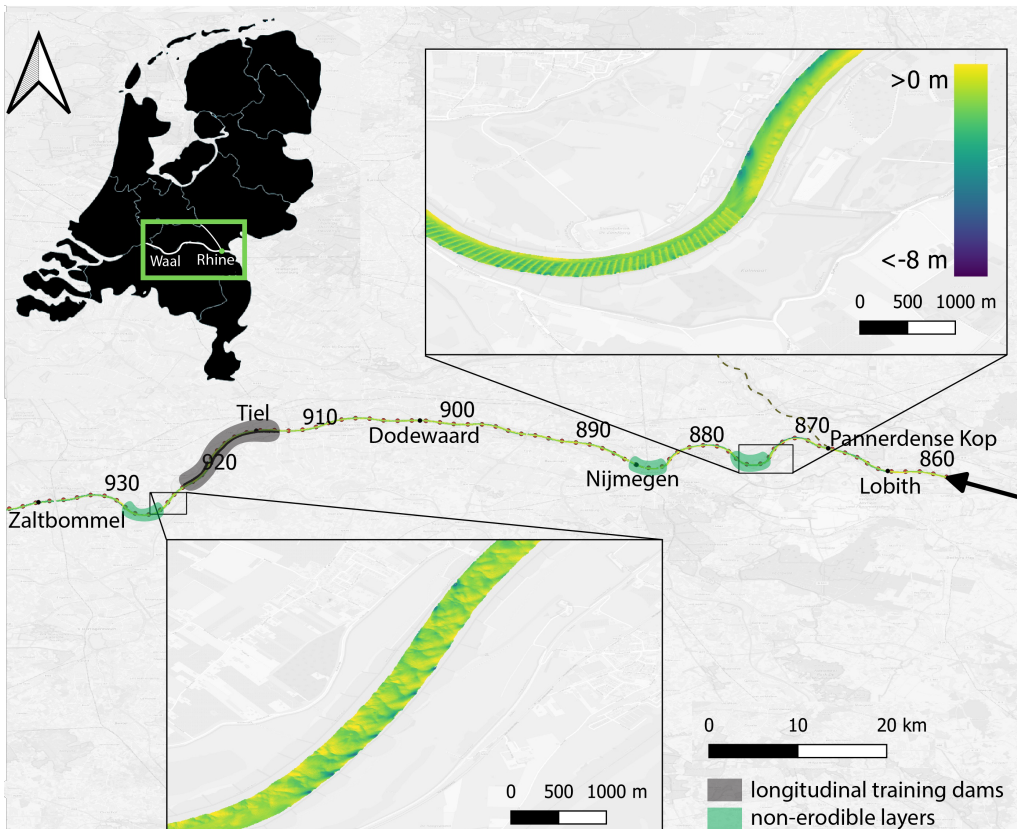 >0 m
<-8 m
0 500 1000 m
Waal Rhine
Tiel
910
900
Dodewaard
890
880
870
Pannerdense Kop
860
Lobith
Nijmegen
920
930
Zaltbommel
0 10 20 km
0 500 1000 m
longitudinal training dams
non-erodible layers